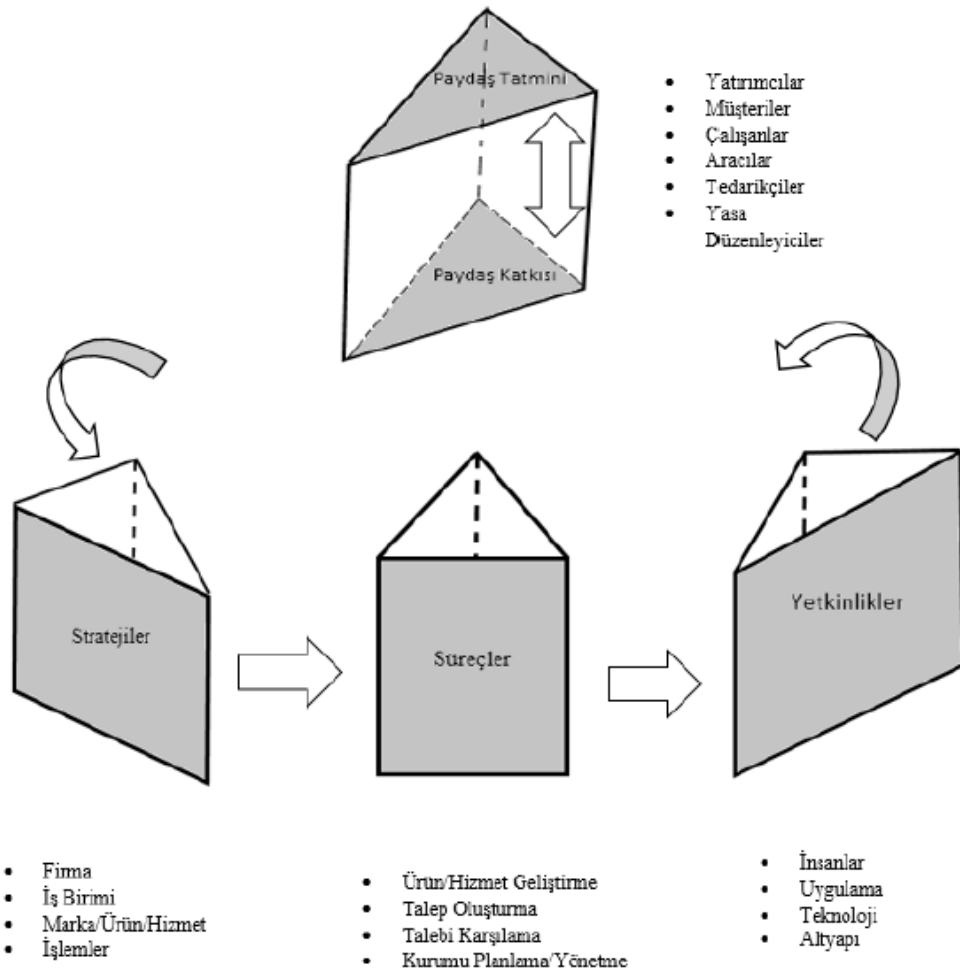 Paydaş Tatmini
• Yatırımcılar
• Müşteriler
• Çalışanlar
• Aracılar
• Tedarikçiler
• Yasa
Düzenleyiciler
Paydaş Katkısı
Stratejiler
Süreçler
Yetkinlikler
• Firma
• İş Birimi
• Marka/Ürün/Hizmet
• İşlemler
• Ürün/Hizmet Geliştirme
• Talep Oluşturma
• Talebi Karşılama
• Kurumu Planlama/Yönetme
• İnsanlar
• Uygulama
• Teknoloji
• Altyapı